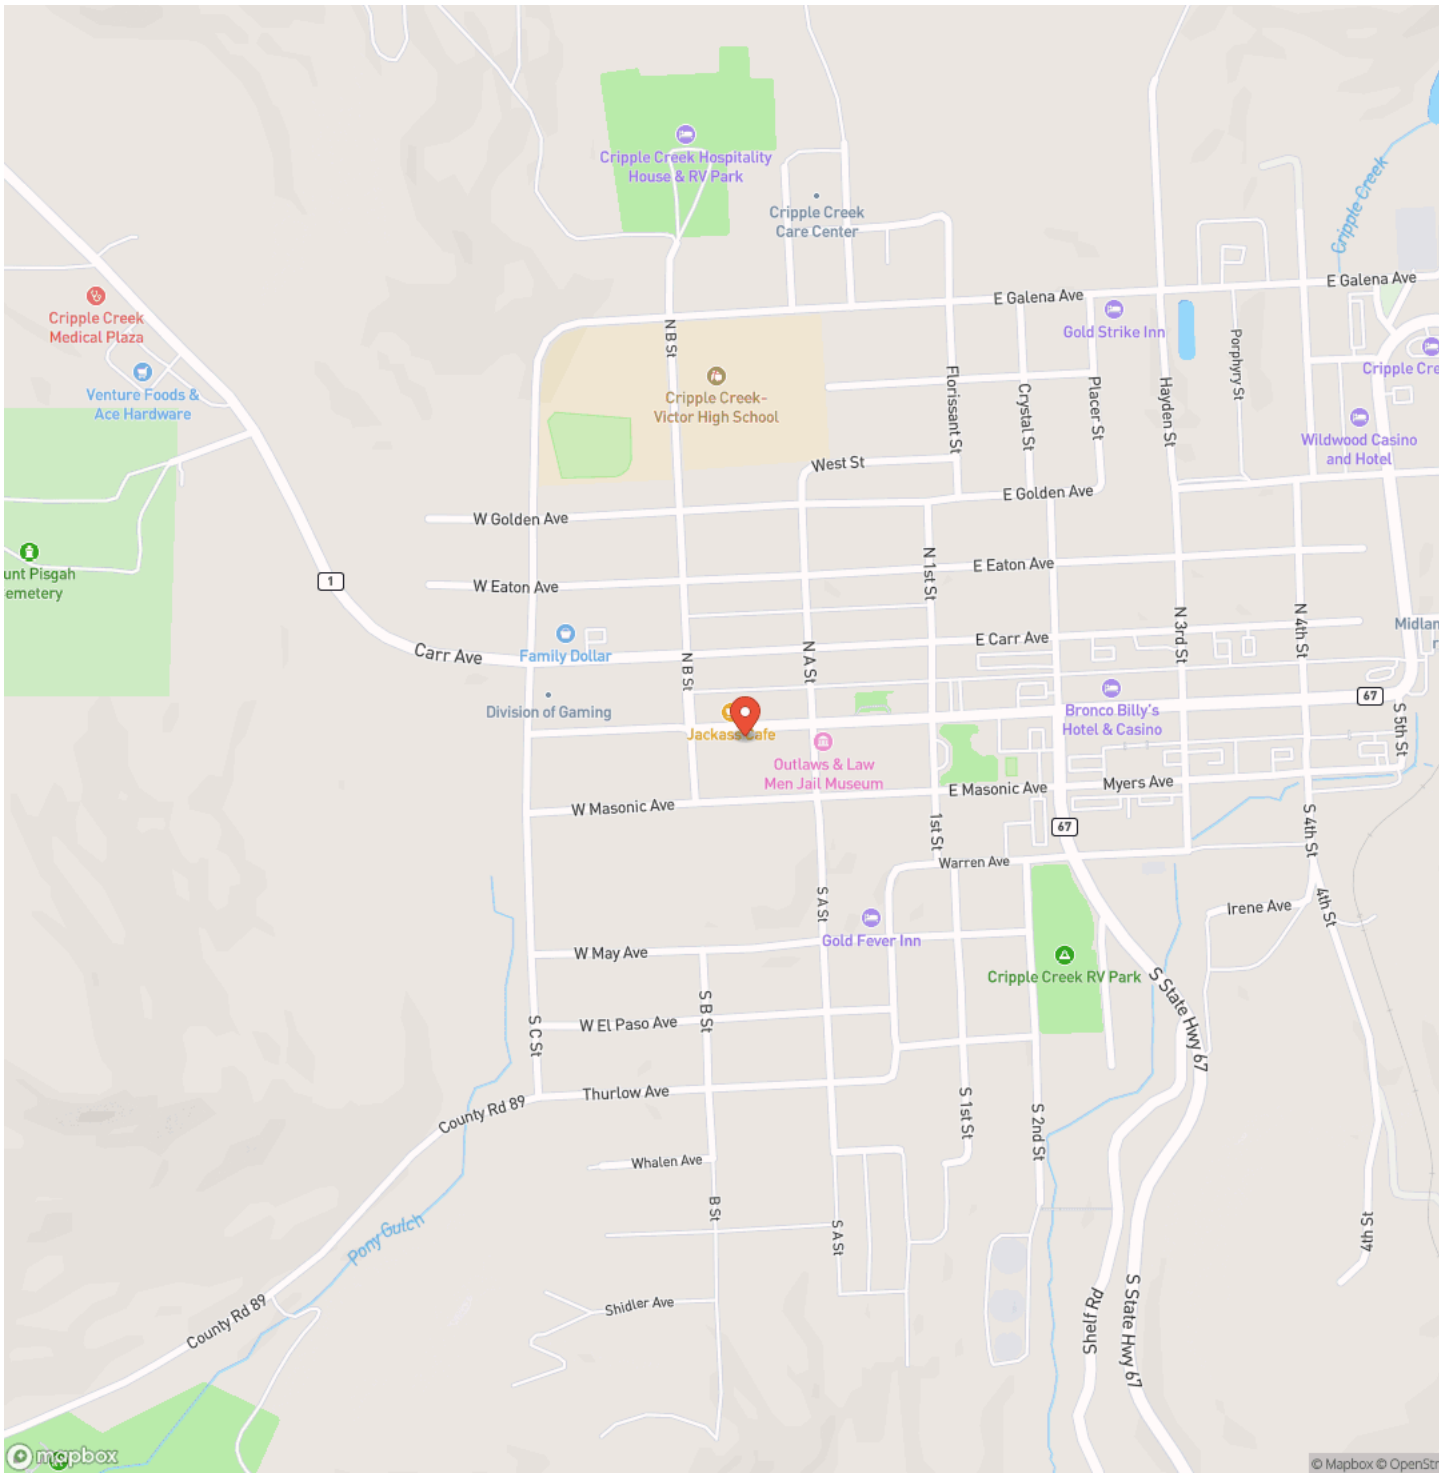 Cripple Creek Hospitality
House & RV Park
Cripple Creek
Care Center
Cripple Creek
E Galena Ave
E Galena Ave
Cripple Creek
Medical Plaza
Gold Strike Inn
N B St
Porphyry St
Cripple Cre
Venture Foods &
Ace Hardware
Cripple Creek-
Victor High School
Florissant St
Crystal St
Placer St
Hayden St
Wildwood Casino
and Hotel
West St
E Golden Ave
W Golden Ave
unt Pisgah
emetery
1
W Eaton Ave
N 1st St
E Eaton Ave
Carr Ave
Family Dollar
N B St
N A St
E Carr Ave
N 3rd St
N 4th St
Midlan
r
Division of Gaming
Jackass Cafe
Bronco Billy's
Hotel & Casino
67
S 5th St
Outlaws & Law
Men Jail Museum
E Masonic Ave
Myers Ave
W Masonic Ave
1st St
67
S 4th St
Warren Ave
S A St
Irene Ave
4th St
Gold Fever Inn
W May Ave
Cripple Creek RV Park
S State Hwy 67
S C St
S B St
W El Paso Ave
Thurlow Ave
County Rd 89
S 1st St
S 2nd St
Whalen Ave
B St
S A St
4th St
Pony Gulch
County Rd 89
Shidler Ave
Shelf Rd
S State Hwy 67
mapbox
© Mapbox © OpenStr